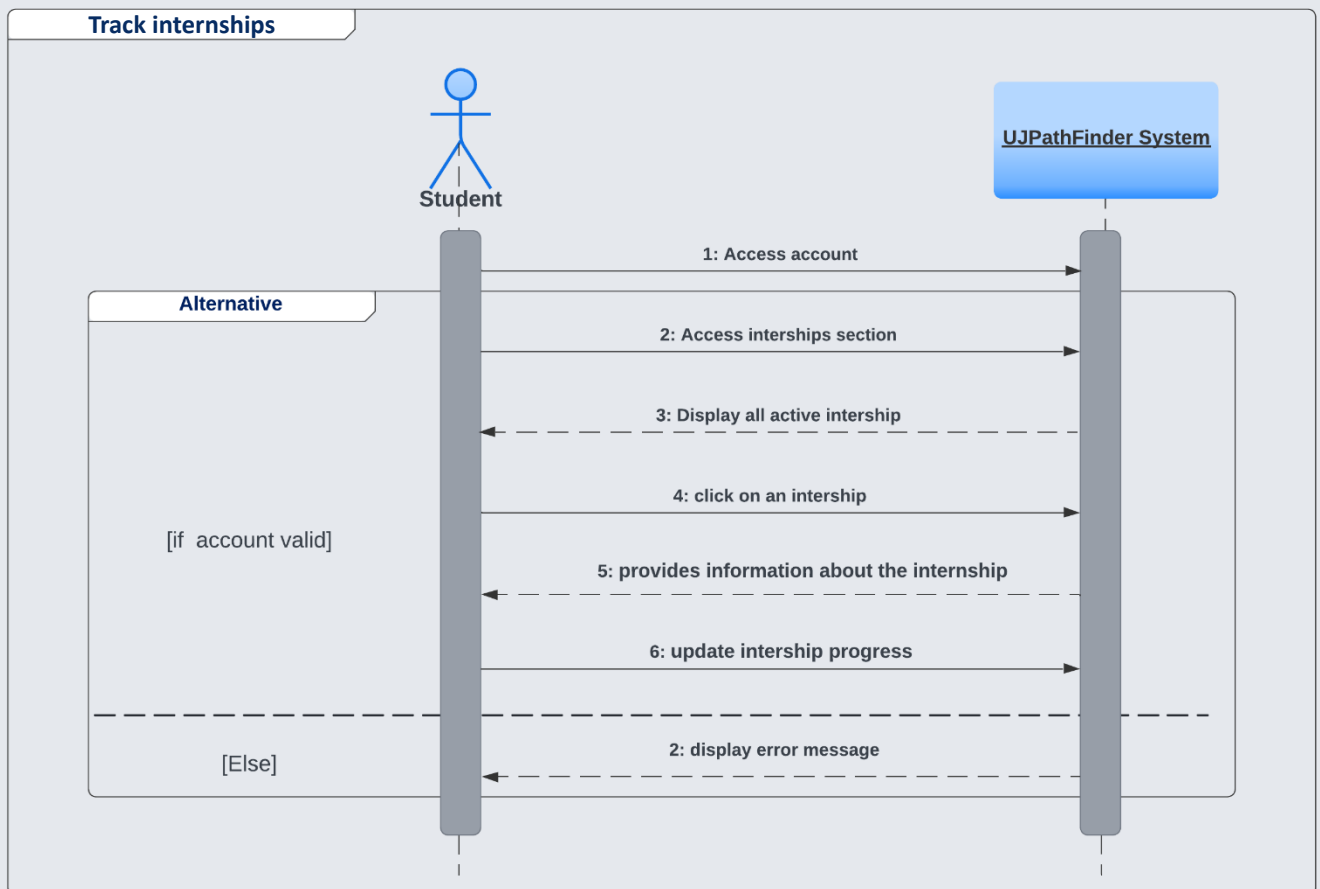 Track internships
Student
UJPathFinder System
1: Access account
Alternative
2: Access interships section
3: Display all active intership
4: click on an intership
[if  account valid]
5: provides information about the internship
6: update intership progress
2: display error message
[Else]